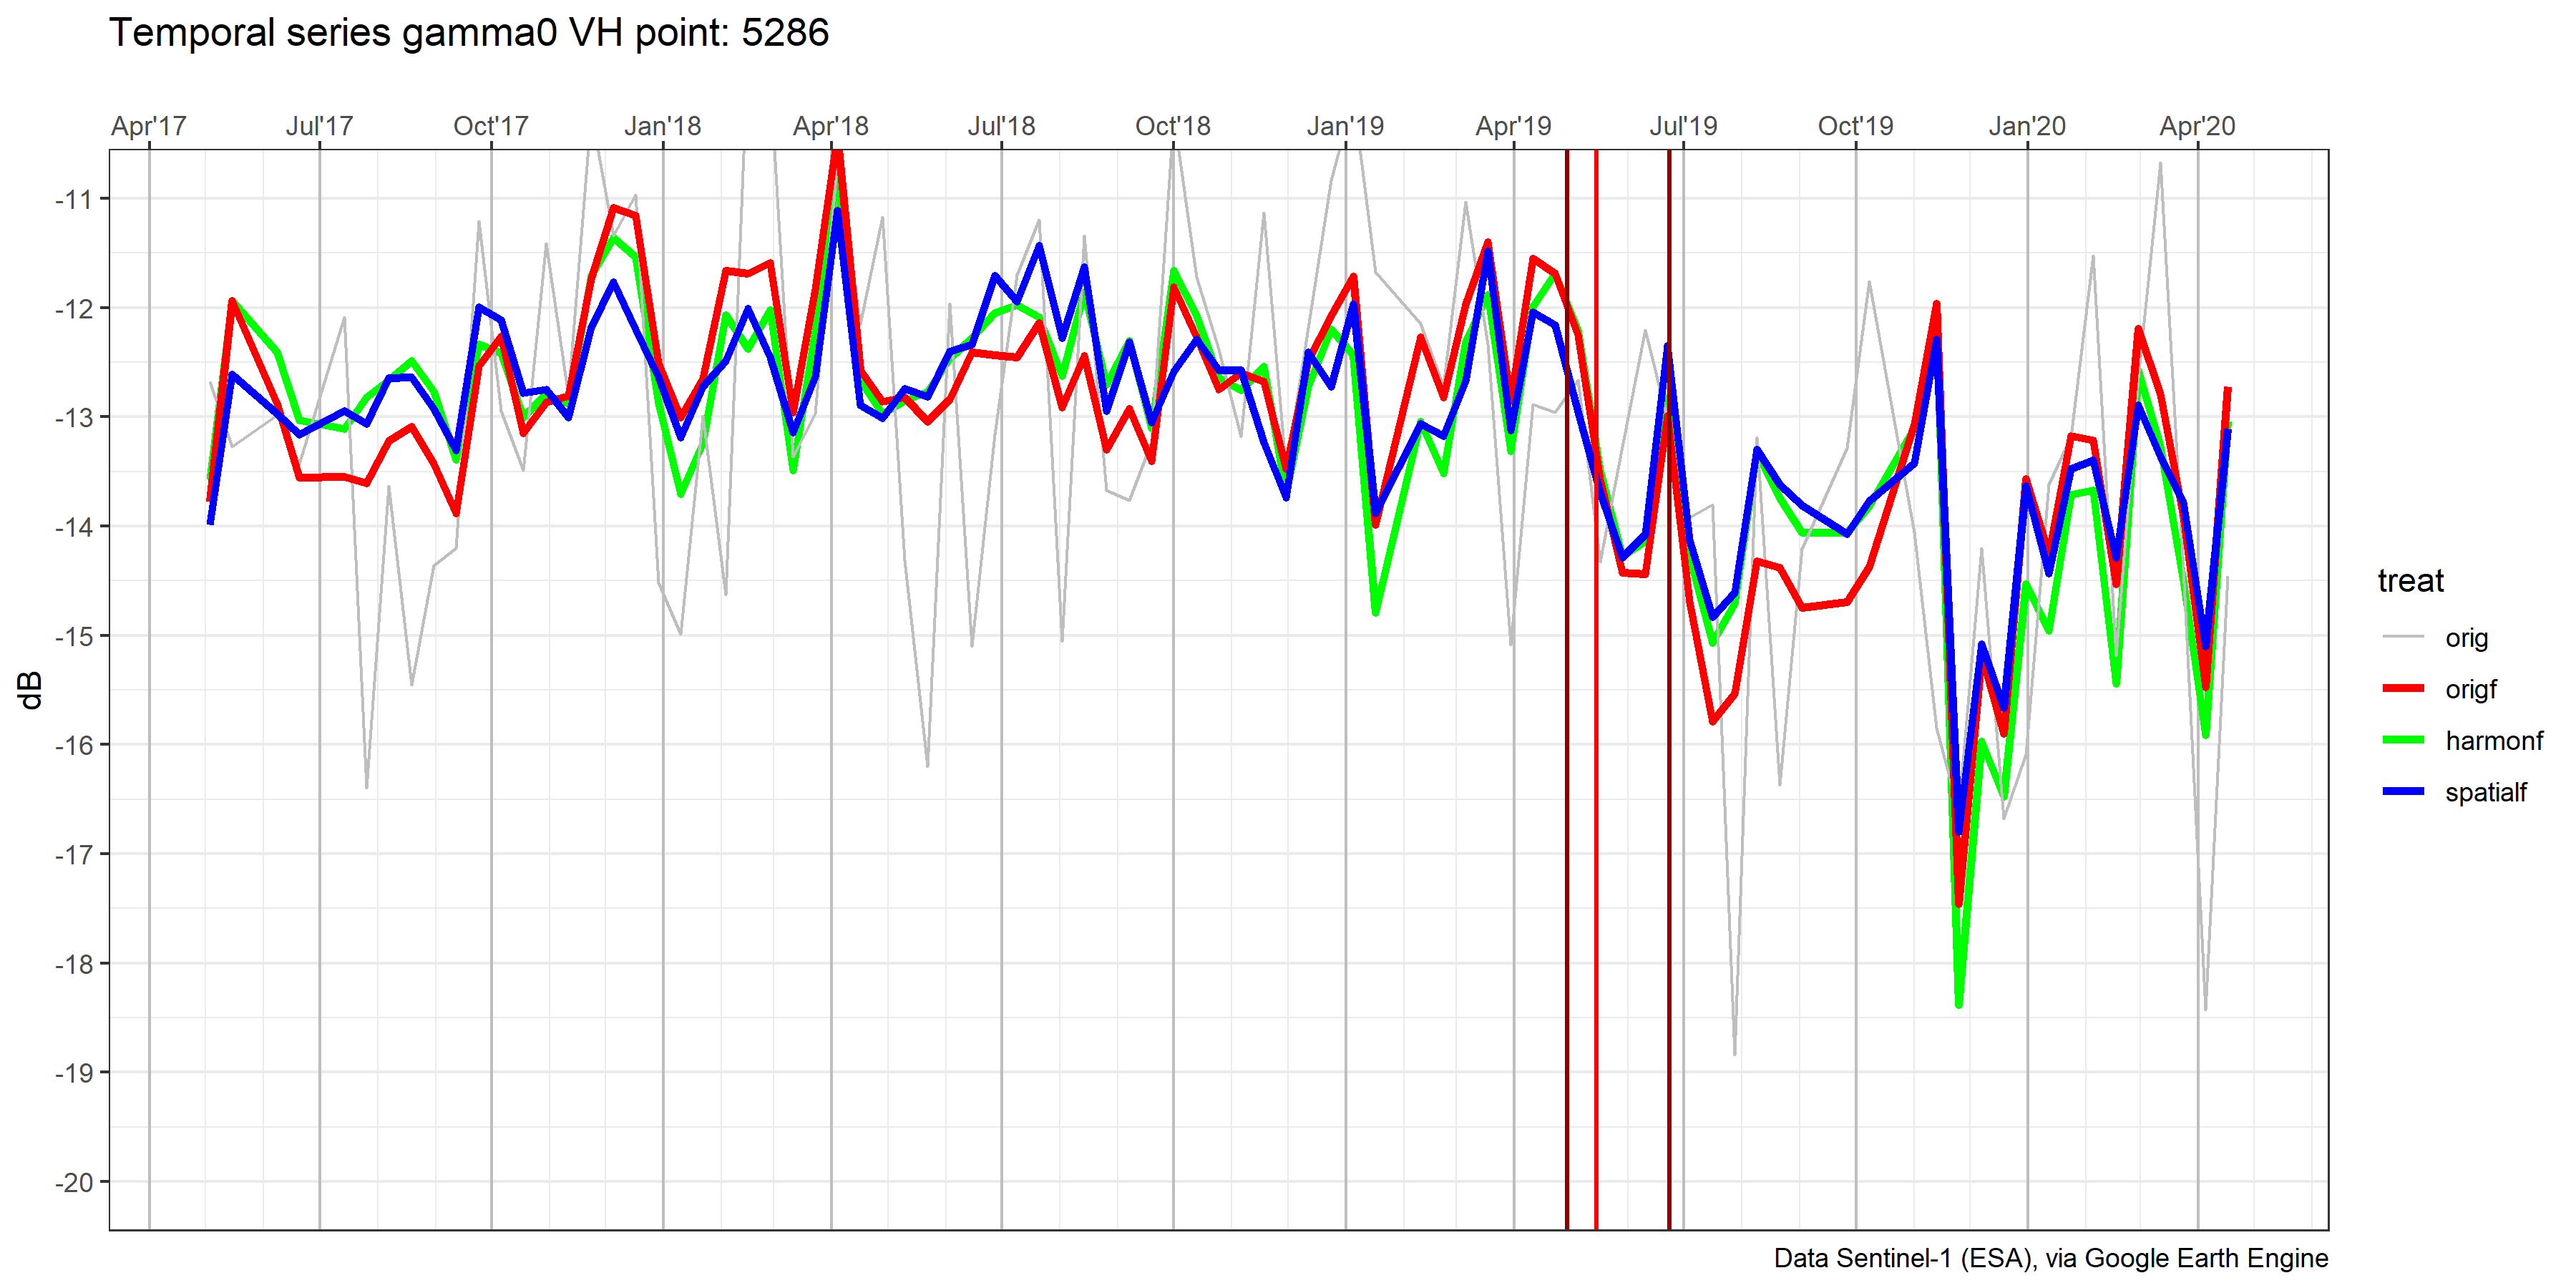 Temporal series gamma0 VH point: 5286
Apr'17 Jul'17 Oct'17 Jan'18 Apr'18 Jul'18 Oct'18 Jan'19 Apr'19 Jul'19 Oct'19 Jan'20 Apr'20
-11
-12
-13
-14
-15
-16
-17
-18
-19
-20
dB
treat
orig
origf
harmonf
spatialf
Data Sentinel-1 (ESA), via Google Earth Engine